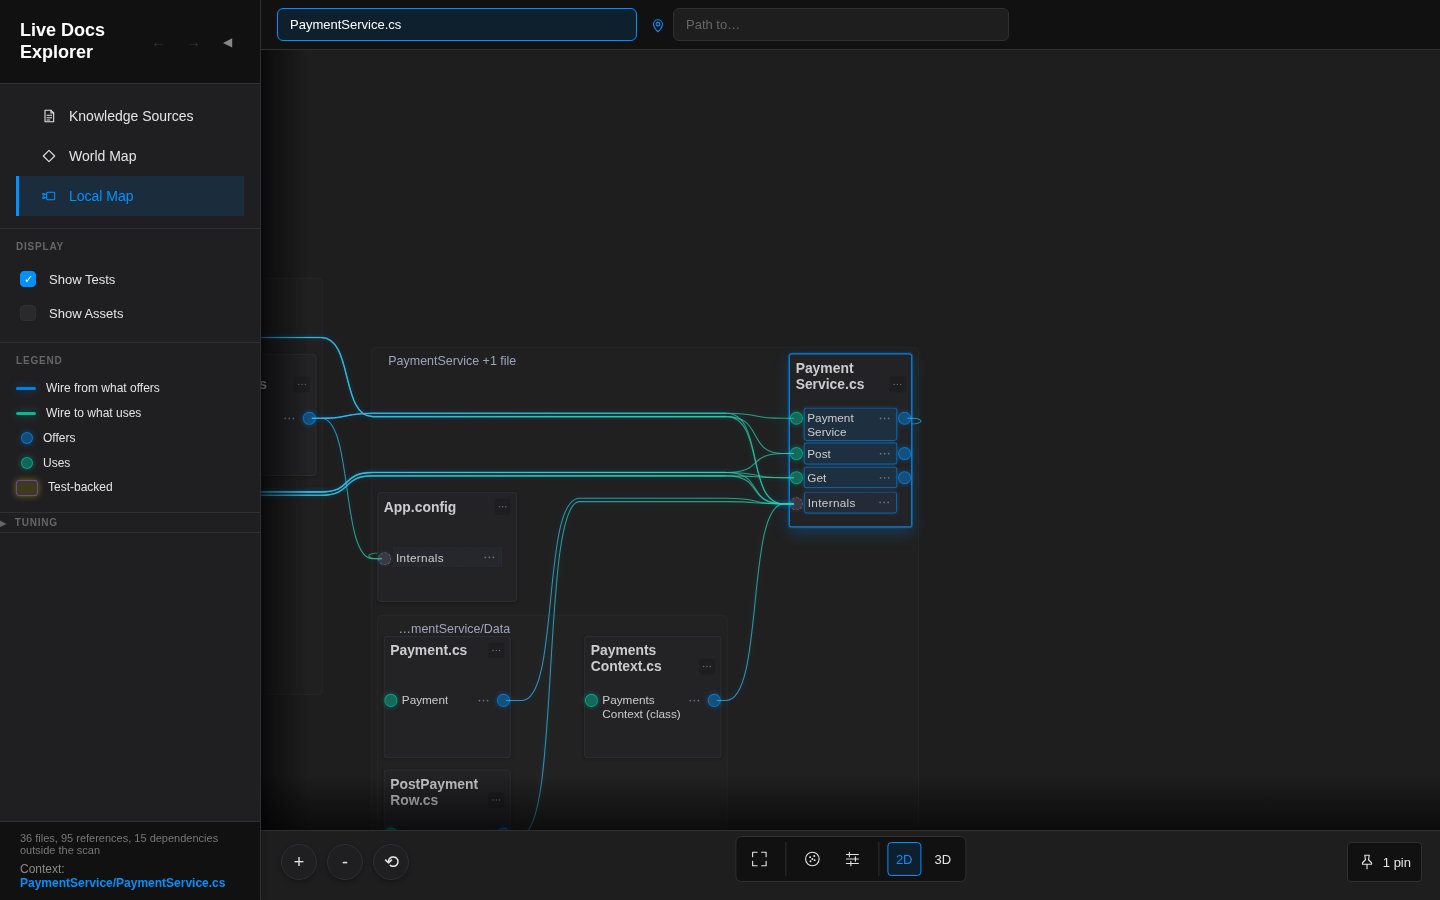 Live Docs
Explorer
PaymentService.cs
Path to…
Knowledge Sources
World Map
Local Map
DISPLAY
Show Tests
Show Assets
LEGEND
Wire from what offers
Wire to what uses
Offers
Uses
Test-backed
TUNING
36 files, 95 references, 15 dependencies
outside the scan
Context:
PaymentService/PaymentService.cs
s
PaymentService +1 file
Payment
Service.cs
Payment
Service
Post
Get
Internals
App.config
Internals
…mentService/Data
Payment.cs
Payment
Payments
Context.cs
Payments
Context (class)
PostPayment
Row.cs
2D
3D
1 pin